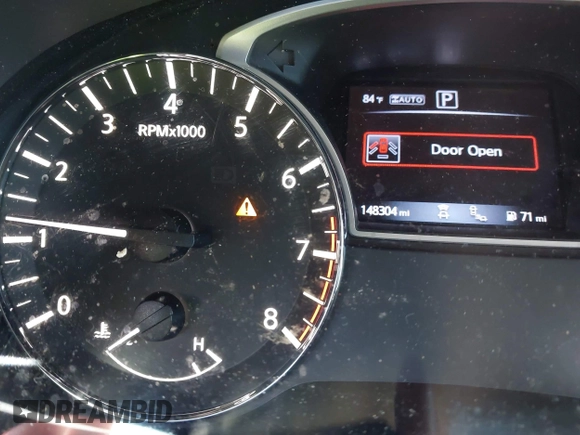 84°F AUTO P
Door Open
148304 mi 71 mi
0 1 2 3 4 5 6 7 8
RPMx1000
H
DREAMBID